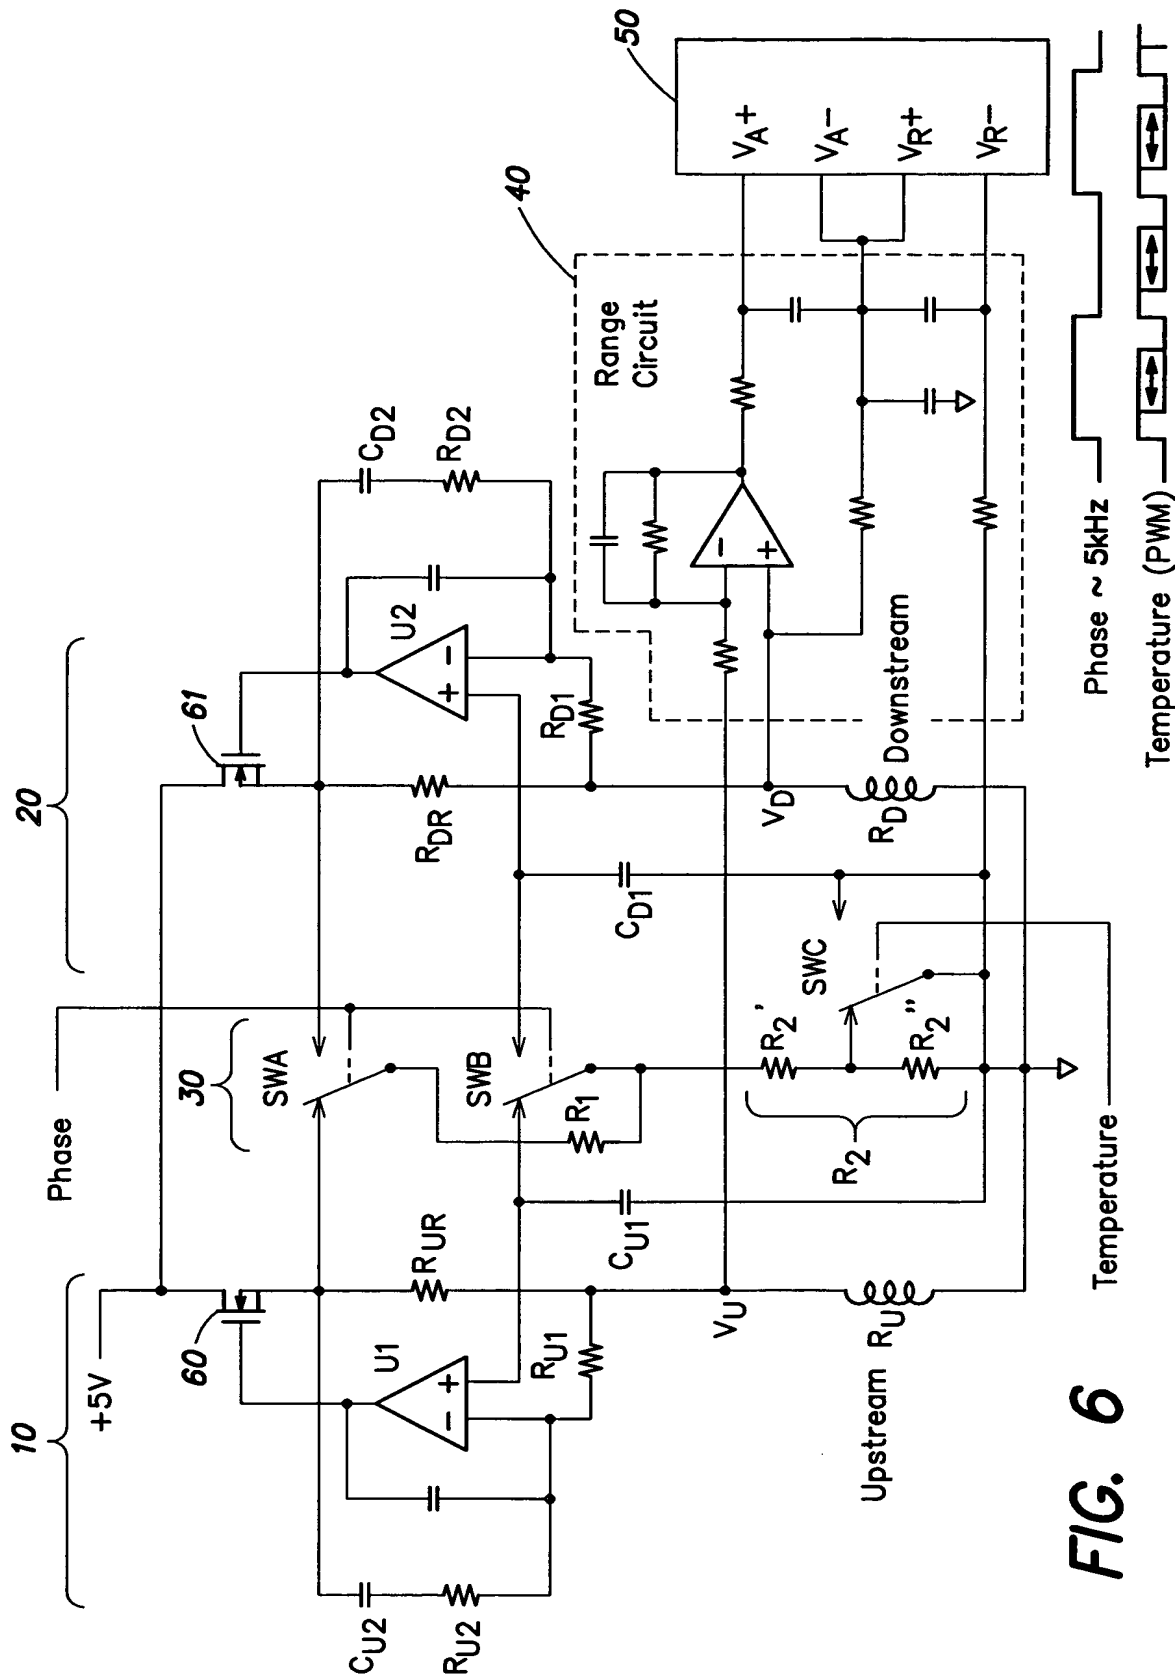 10
20
+5V
60
61
Phase
30
SWA
SWB
SWC
U1
U2
+
−
+
−
CU2
RU2
RUR
RU1
CU1
R1
R2
R2'
R2"
CD1
RDR
RD1
CD2
RD2
VU
VD
Upstream RU
RD Downstream
Temperature
40
Range
Circuit
−
+
50
VA+
VA−
VR+
VR−
Phase ~ 5kHz
Temperature (PWM)
FIG. 6